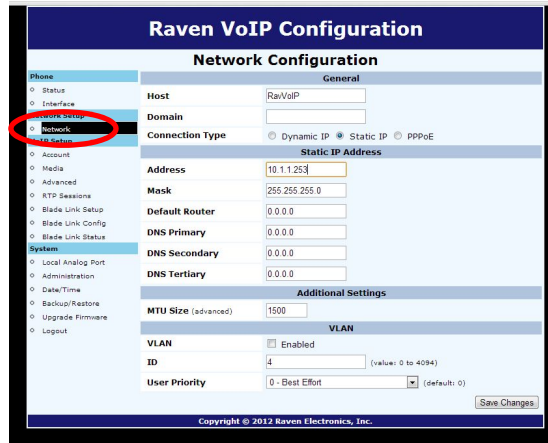 Raven VoIP Configuration
Network Configuration
Phone
Status
Interface
Network Setup
Network
VoIP Setup
Account
Media
Advanced
RTP Sessions
Blade Link Setup
Blade Link Config
Blade Link Status
System
Local Analog Port
Administration
Date/Time
Backup/Restore
Upgrade Firmware
Logout
General
Host RavVoIP
Domain
Connection Type Dynamic IP Static IP PPPoE
Static IP Address
Address 10.1.1.253
Mask 255.255.255.0
Default Router 0.0.0.0
DNS Primary 0.0.0.0
DNS Secondary 0.0.0.0
DNS Tertiary 0.0.0.0
Additional Settings
MTU Size (advanced) 1500
VLAN
VLAN Enabled
ID 4 (value: 0 to 4094)
User Priority 0 - Best Effort (default: 0)
Save Changes
Copyright © 2012 Raven Electronics, Inc.